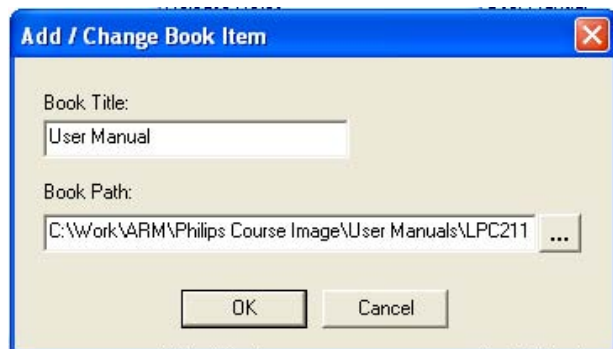 Add / Change Book Item
Book Title:
User Manual
Book Path:
C:\Work\ARM\Philips Course Image\User Manuals\LPC211
...
OK
Cancel